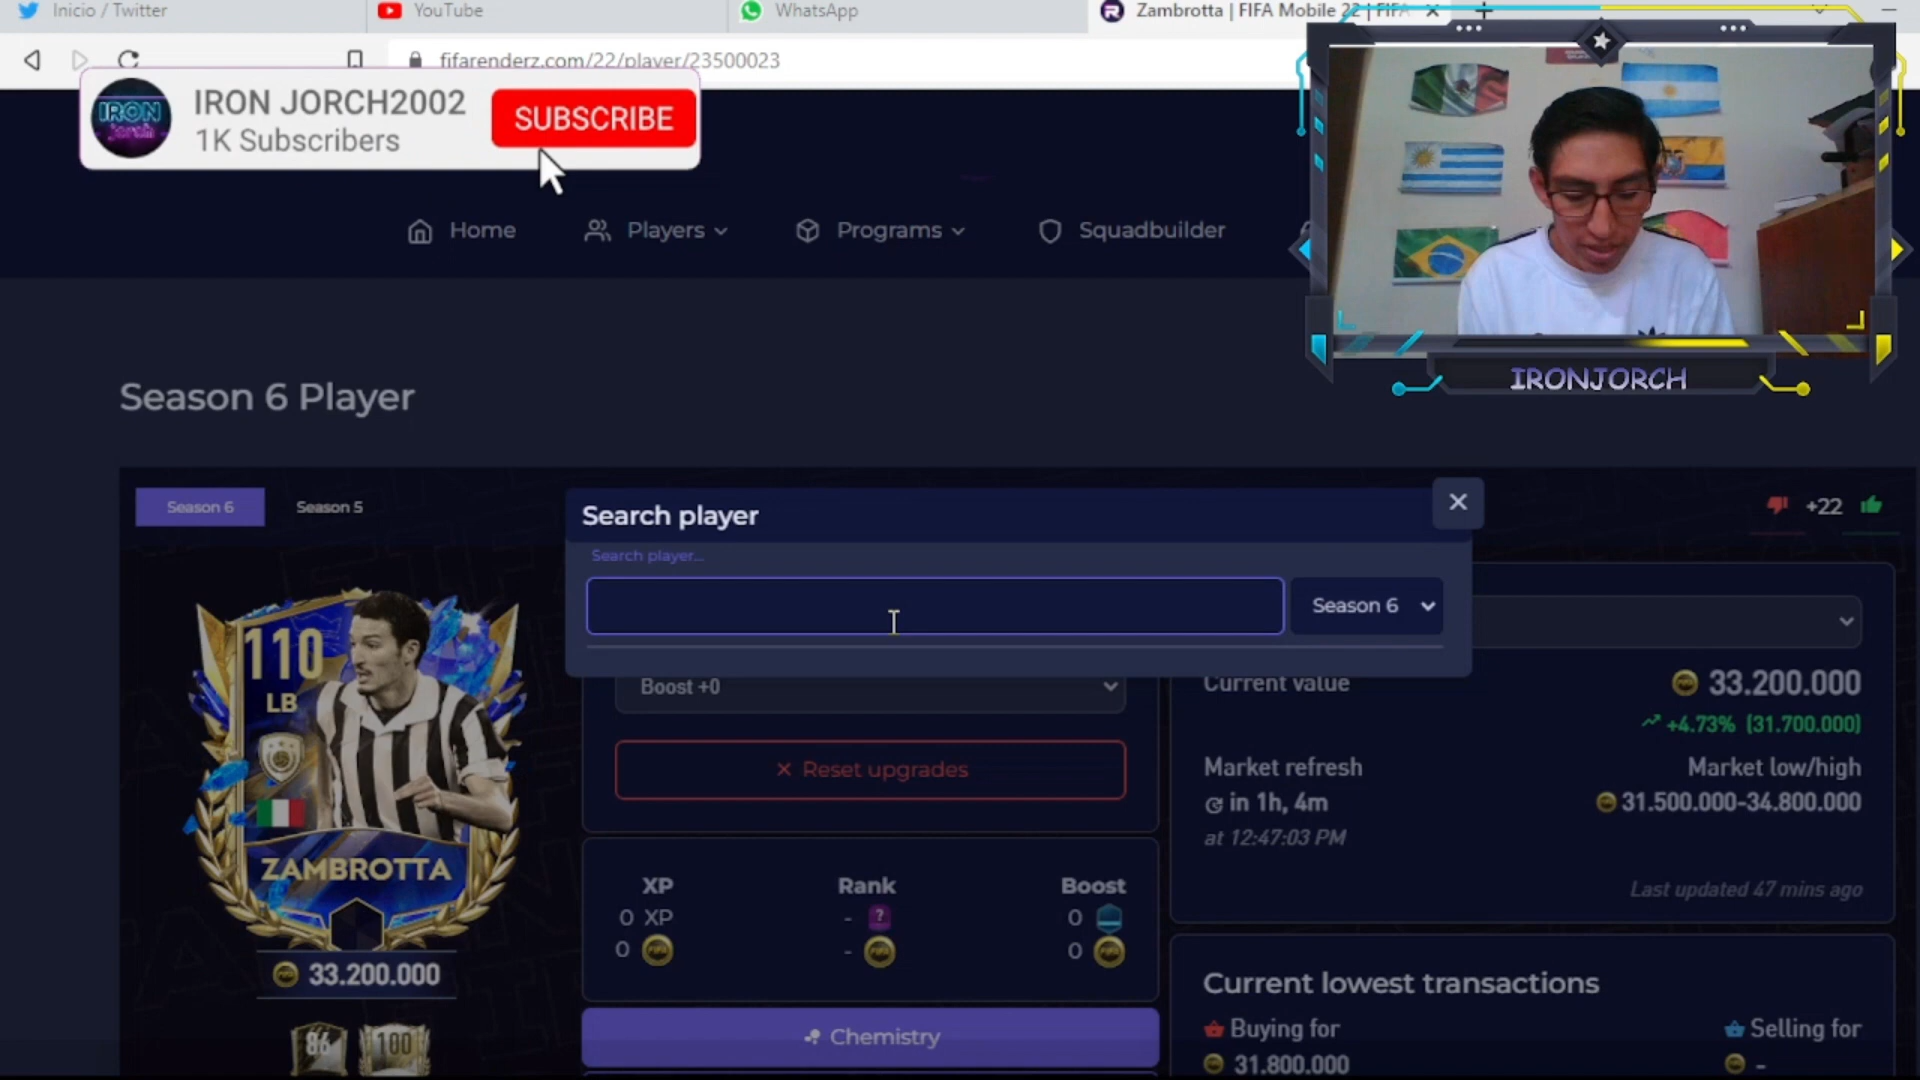 Inicio / Twitter
YouTube
WhatsApp
Zambrotta | FIFA Mobile 22 | FIF
fifarenderz.com/22/player/23500023
IRON jorch
IRON JORCH2002
1K Subscribers
SUBSCRIBE
Home
Players
Programs
Squadbuilder
IRONJORCH
Season 6 Player
Season 6
Season 5
Search player
Search player...
Season 6
+22
110
LB
ZAMBROTTA
33.200.000
86
100
Boost +0
Reset upgrades
XP
Rank
Boost
0 XP
-
?
0
0
-
0
Chemistry
Current value
33.200.000
+4.73% (31.700.000)
Market refresh
Market low/high
in 1h, 4m
31.500.000-34.800.000
at 12:47:03 PM
Last updated 47 mins ago
Current lowest transactions
Buying for
Selling for
31.800.000
-